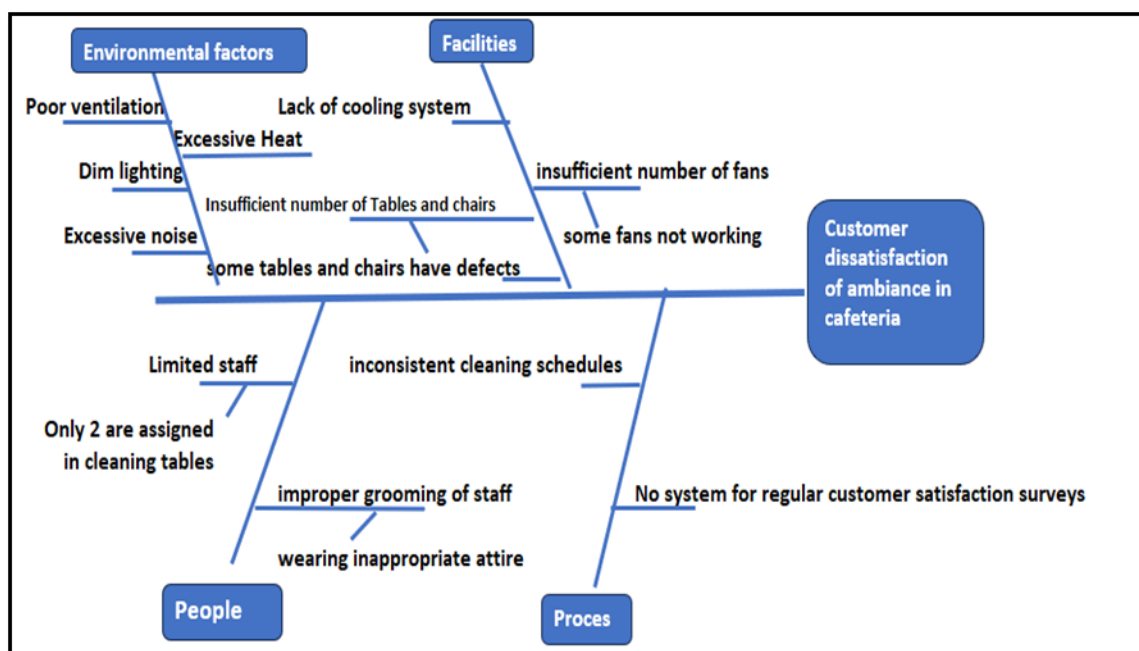 Environmental factors
Facilities
Poor ventilation
Lack of cooling system
Excessive Heat
Dim lighting
insufficient number of fans
Insufficient number of Tables and chairs
Excessive noise
some fans not working
some tables and chairs have defects
Customer
dissatisfaction
of ambiance in
cafeteria
Limited staff
inconsistent cleaning schedules
Only 2 are assigned
in cleaning tables
improper grooming of staff
No system for regular customer satisfaction surveys
wearing inappropriate attire
People
Proces